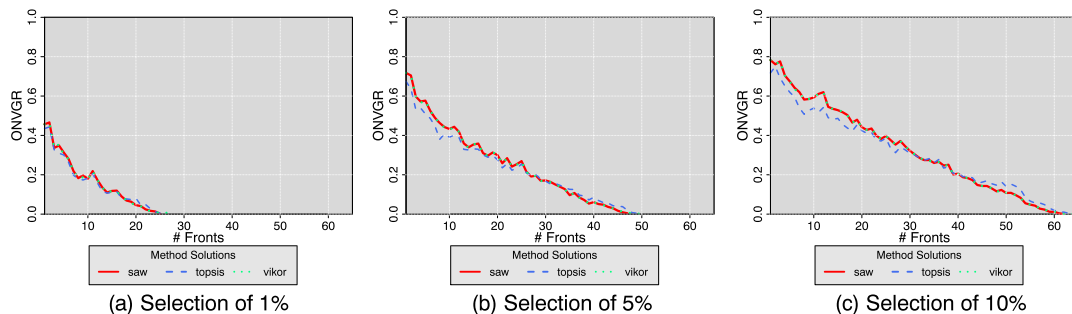 1.0
0.8
0.6
0.4
0.2
0.0
ONVGR
10 20 30 40 50 60
# Fronts
Method Solutions
saw topsis vikor
(a) Selection of 1%
1.0
0.8
0.6
0.4
0.2
0.0
ONVGR
10 20 30 40 50 60
# Fronts
Method Solutions
saw topsis vikor
(b) Selection of 5%
1.0
0.8
0.6
0.4
0.2
0.0
ONVGR
10 20 30 40 50 60
# Fronts
Method Solutions
saw topsis vikor
(c) Selection of 10%